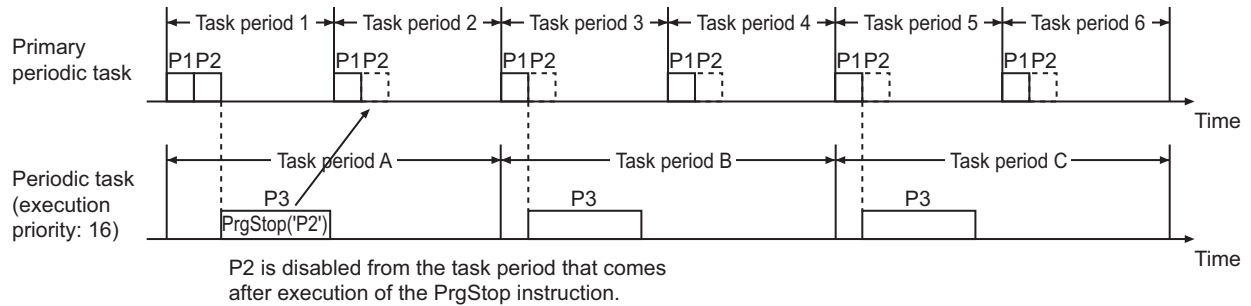 Task period 1 Task period 2 Task period 3 Task period 4 Task period 5 Task period 6
Primary
periodic task
P1 P2 P1 P2 P1 P2 P1 P2 P1 P2 P1 P2
Time
Task period A Task period B Task period C
Periodic task
(execution
priority: 16)
P3 P3 P3
PrgStop('P2')
Time
P2 is disabled from the task period that comes
after execution of the PrgStop instruction.